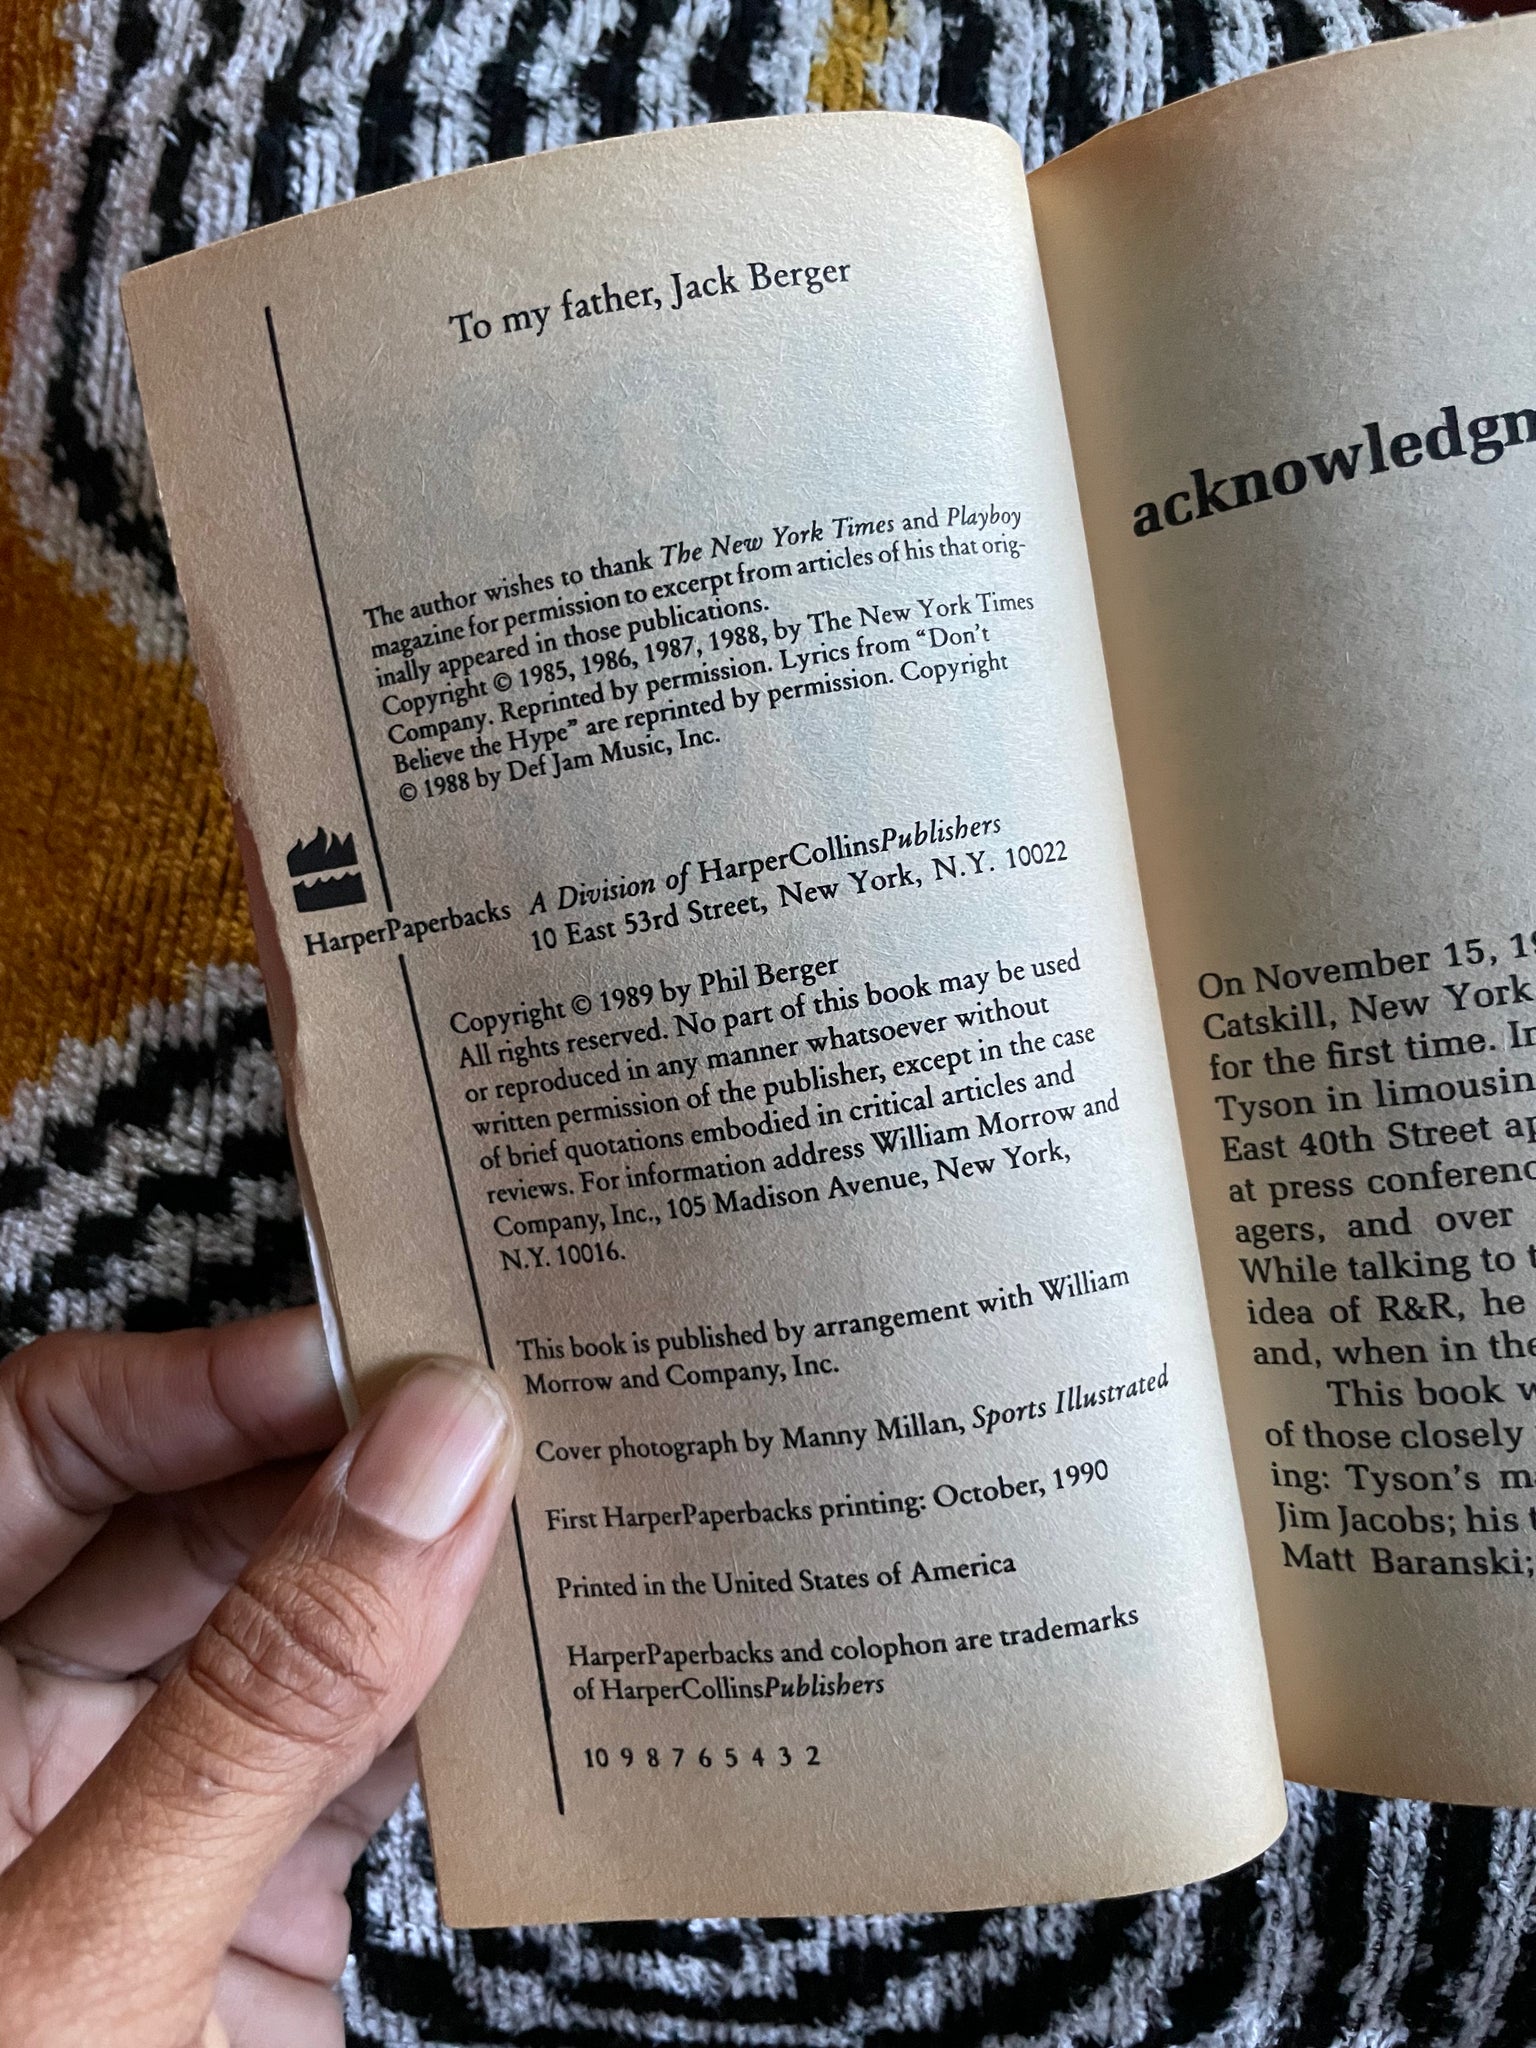 To my father, Jack Berger
The author wishes to thank The New York Times and Playboy
magazine for permission to excerpt from articles of his that orig-
inally appeared in those publications.
Copyright © 1985, 1986, 1987, 1988, by The New York Times
Company. Reprinted by permission. Lyrics from “Don’t
Believe the Hype” are reprinted by permission. Copyright
© 1988 by Def Jam Music, Inc.
HarperPaperbacks A Division of HarperCollinsPublishers
10 East 53rd Street, New York, N.Y. 10022
Copyright © 1989 by Phil Berger
All rights reserved. No part of this book may be used
or reproduced in any manner whatsoever without
written permission of the publisher, except in the case
of brief quotations embodied in critical articles and
reviews. For information address William Morrow and
Company, Inc., 105 Madison Avenue, New York,
N.Y. 10016.
This book is published by arrangement with William
Morrow and Company, Inc.
Cover photograph by Manny Millan, Sports Illustrated
First HarperPaperbacks printing: October, 1990
Printed in the United States of America
HarperPaperbacks and colophon are trademarks
of HarperCollinsPublishers
10 9 8 7 6 5 4 3 2
On November 15,
Catskill, New York
for the first time.
Tyson in
East 40th Street
at press
agers, and over
While talking to
idea of R&R, he
and, when in
This book
of those closely
ing: Tyson’s
Jim Jacobs; his
Matt Baranski;